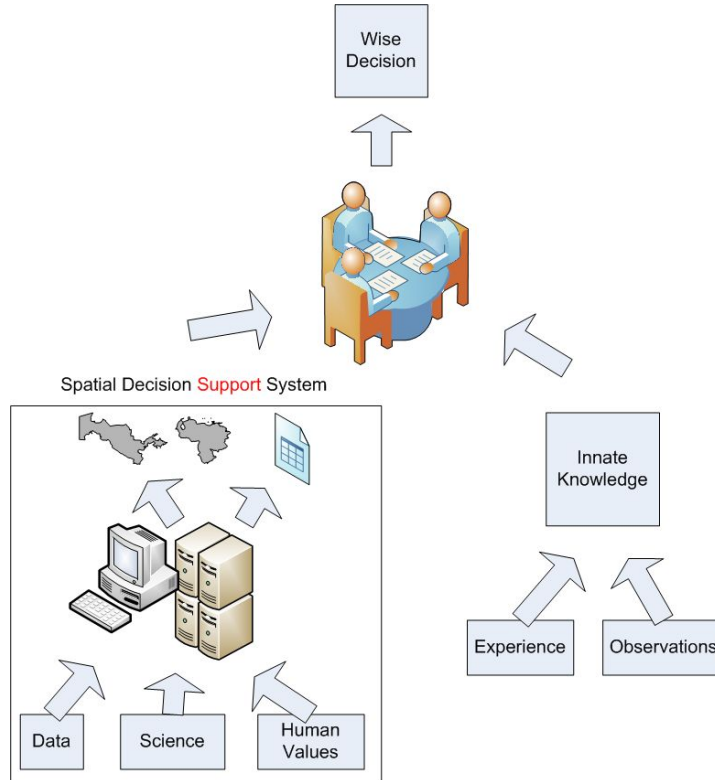 Wise
Decision
Spatial Decision Support System
Innate
Knowledge
Experience
Observations
Data
Science
Human
Values